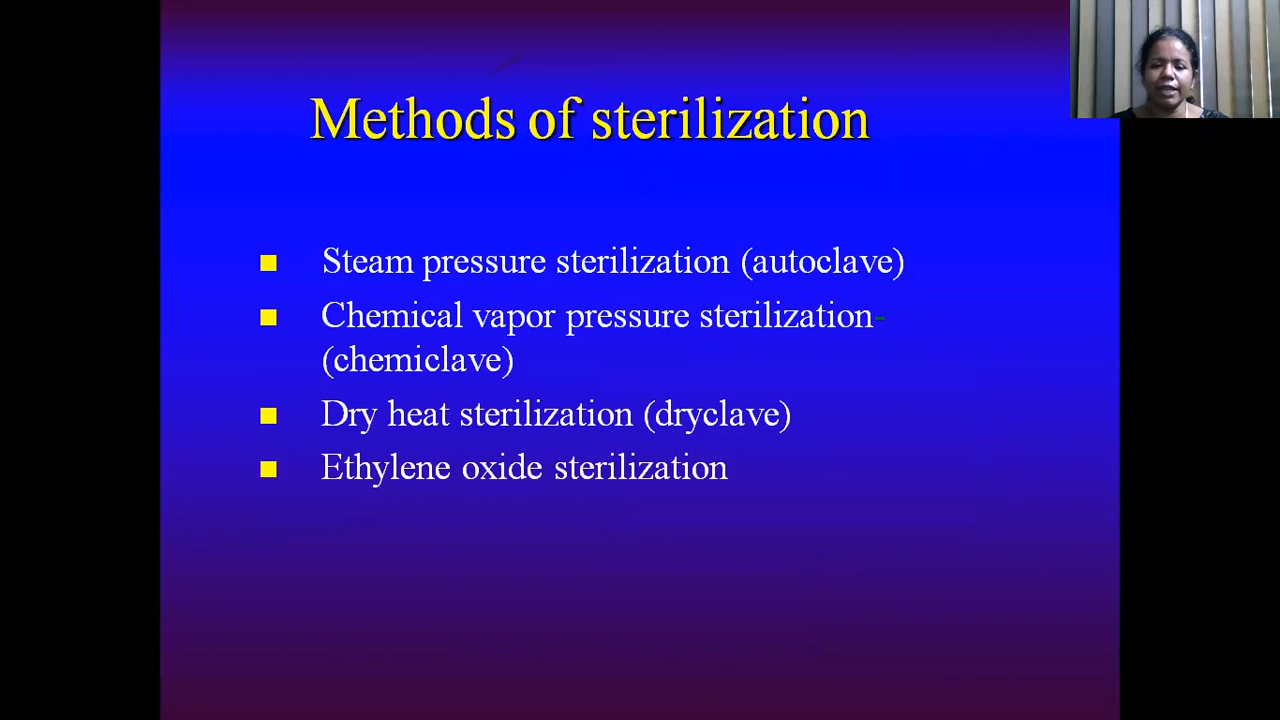 Methods of sterilization
Steam pressure sterilization (autoclave)
Chemical vapor pressure sterilization-
(chemiclave)
Dry heat sterilization (dryclave)
Ethylene oxide sterilization